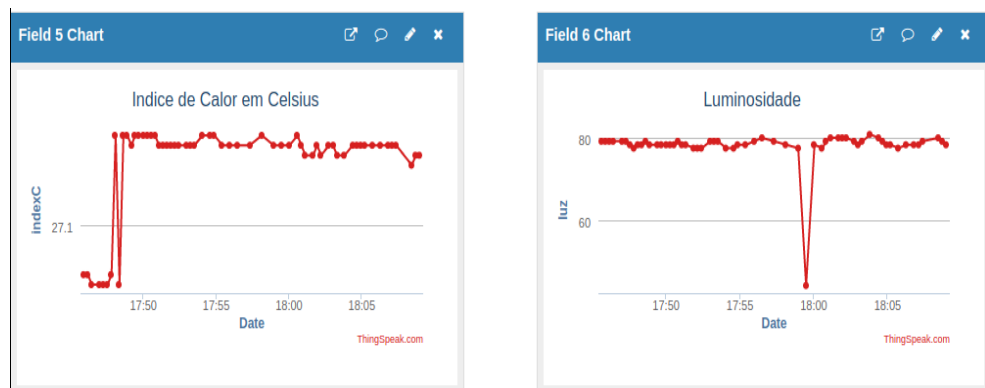 Field 5 Chart
Indice de Calor em Celsius
indexC
27.1
17:50 17:55 18:00 18:05
Date
ThingSpeak.com
Field 6 Chart
Luminosidade
luz
80
60
17:50 17:55 18:00 18:05
Date
ThingSpeak.com